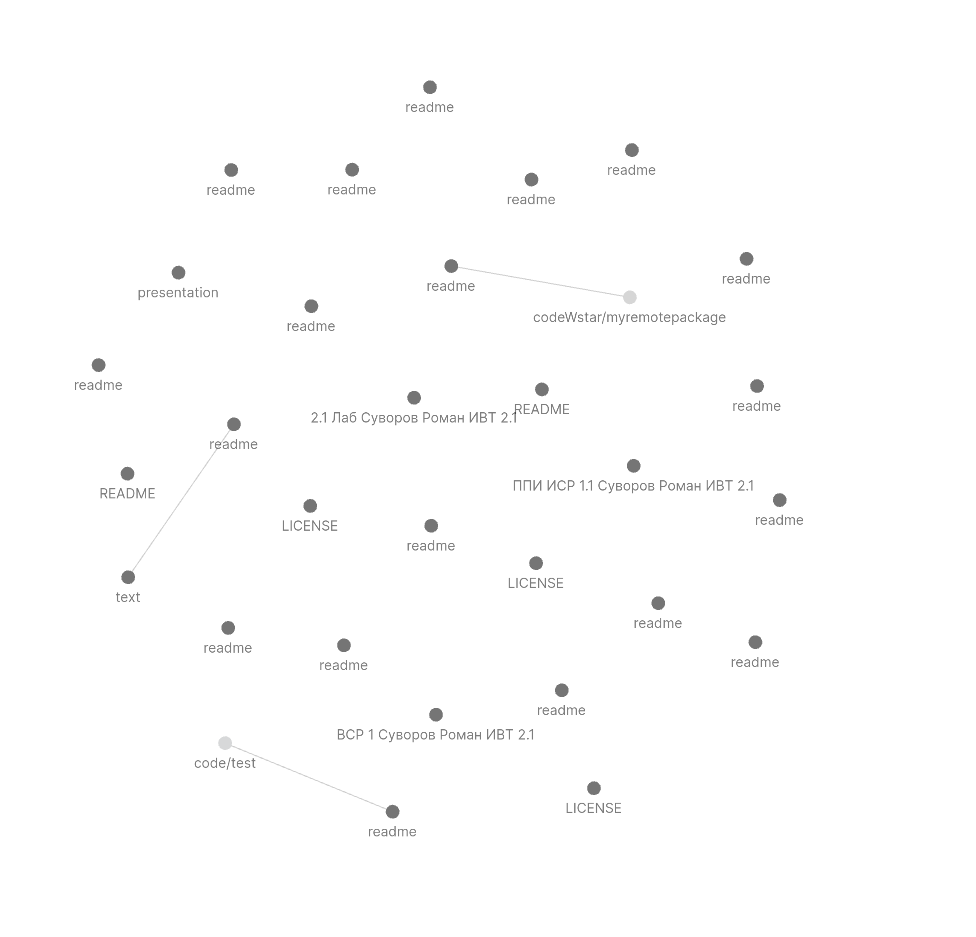 readme
readme
readme
readme
readme
readme
presentation
readme
readme
codeWstar/myremotepackage
readme
readme
readme
README
2.1 Лаб Суворов Роман ИВТ 2.1
readme
ППИ ИСР 1.1 Суворов Роман ИВТ 2.1
README
readme
LICENSE
readme
LICENSE
text
readme
readme
readme
readme
readme
ВСР 1 Суворов Роман ИВТ 2.1
code/test
LICENSE
readme